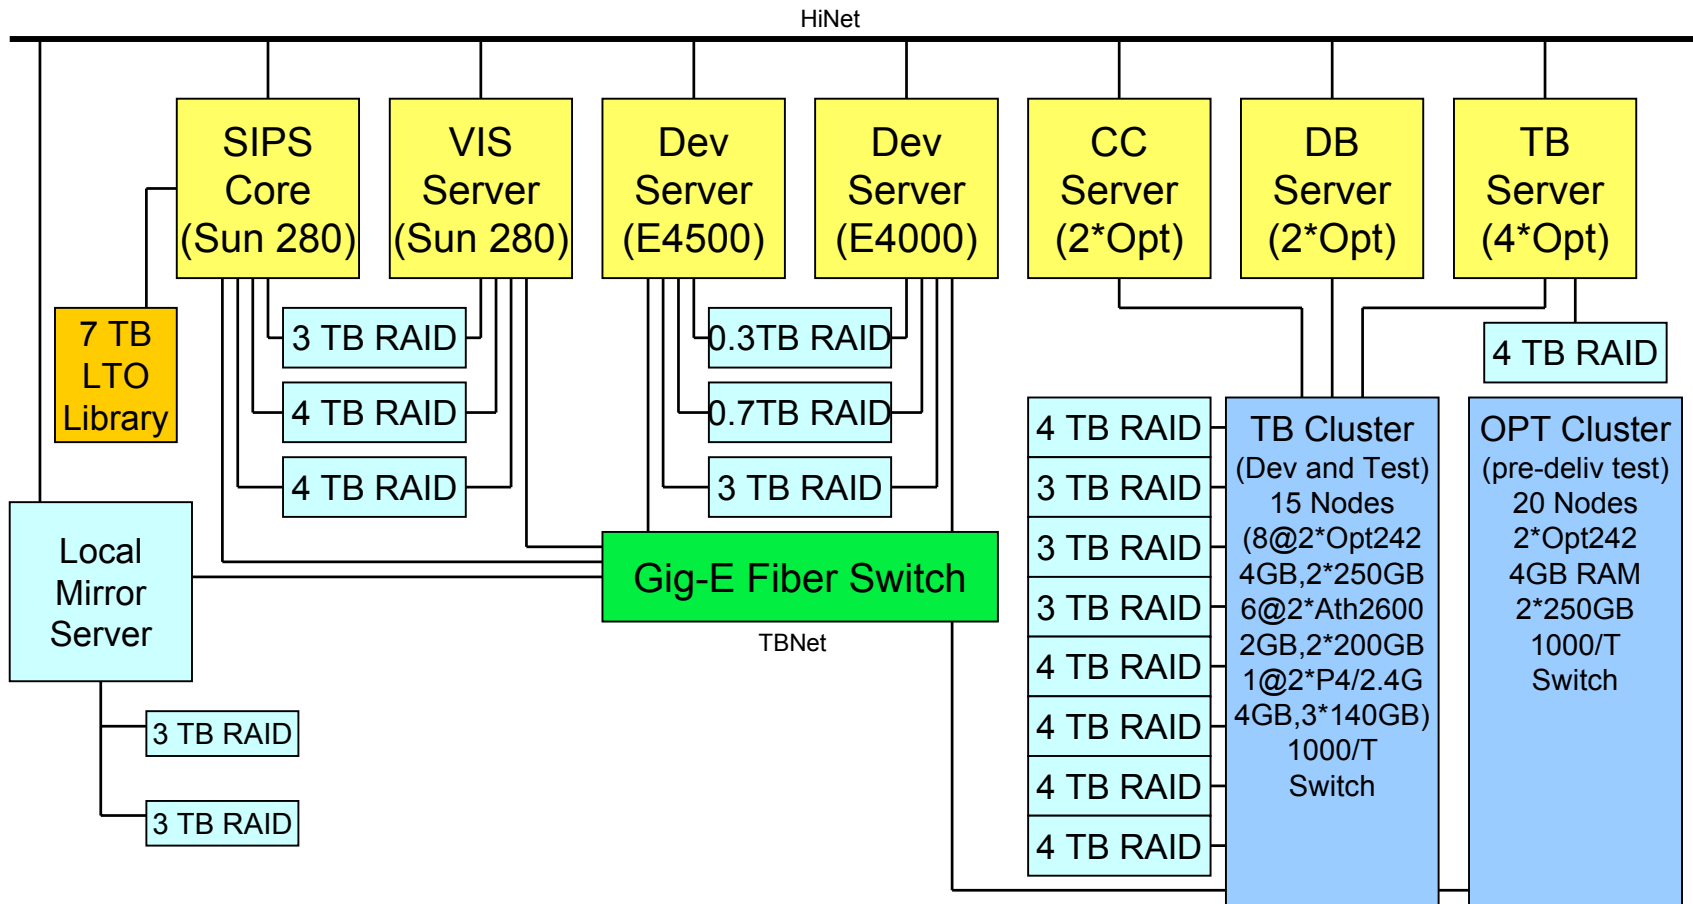 HiNet
SIPS
Core
(Sun 280)
VIS
Server
(Sun 280)
Dev
Server
(E4500)
Dev
Server
(E4000)
CC
Server
(2*Opt)
DB
Server
(2*Opt)
TB
Server
(4*Opt)
7 TB
LTO
Library
3 TB RAID
4 TB RAID
4 TB RAID
0.3TB RAID
0.7TB RAID
3 TB RAID
4 TB RAID
Local
Mirror
Server
3 TB RAID
3 TB RAID
Gig-E Fiber Switch
TBNet
4 TB RAID
3 TB RAID
3 TB RAID
3 TB RAID
4 TB RAID
4 TB RAID
4 TB RAID
4 TB RAID
TB Cluster
(Dev and Test)
15 Nodes
(8@2*Opt242
4GB,2*250GB
6@2*Ath2600
2GB,2*200GB
1@2*P4/2.4G
4GB,3*140GB)
1000/T
Switch
OPT Cluster
(pre-deliv test)
20 Nodes
2*Opt242
4GB RAM
2*250GB
1000/T
Switch